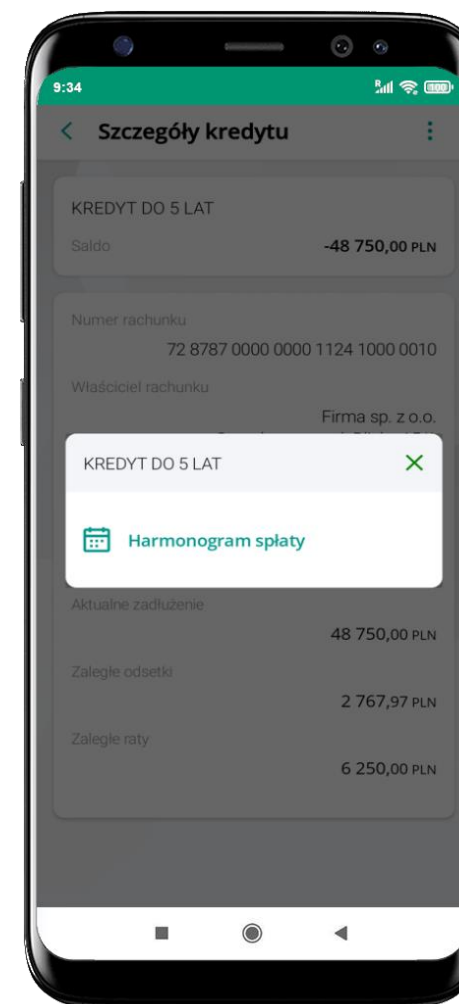 9:34
R
100
Szczegóły kredytu
KREDYT DO 5 LAT
Saldo -48 750,00 PLN
Numer rachunku
72 8787 0000 0000 1124 1000 0010
Właściciel rachunku
Firma sp. z o.o.
KREDYT DO 5 LAT
Harmonogram spłaty
Aktualne zadłużenie
48 750,00 PLN
Zaległe odsetki
2 767,97 PLN
Zaległe raty
6 250,00 PLN